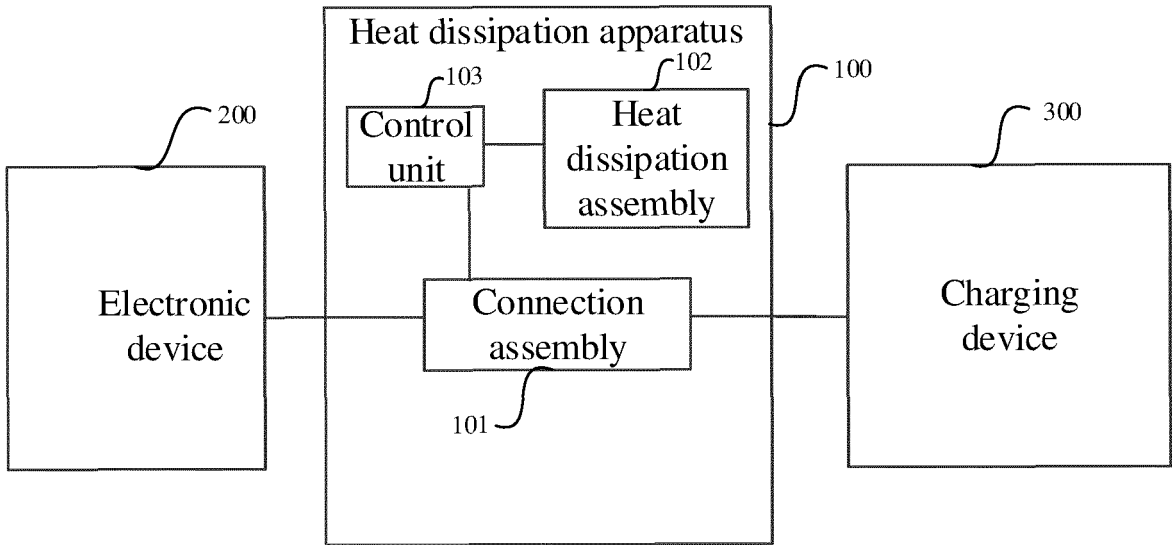 Heat dissipation apparatus
103
102
100
200
300
Control
unit
Heat
dissipation
assembly
Electronic
device
Connection
assembly
Charging
device
101